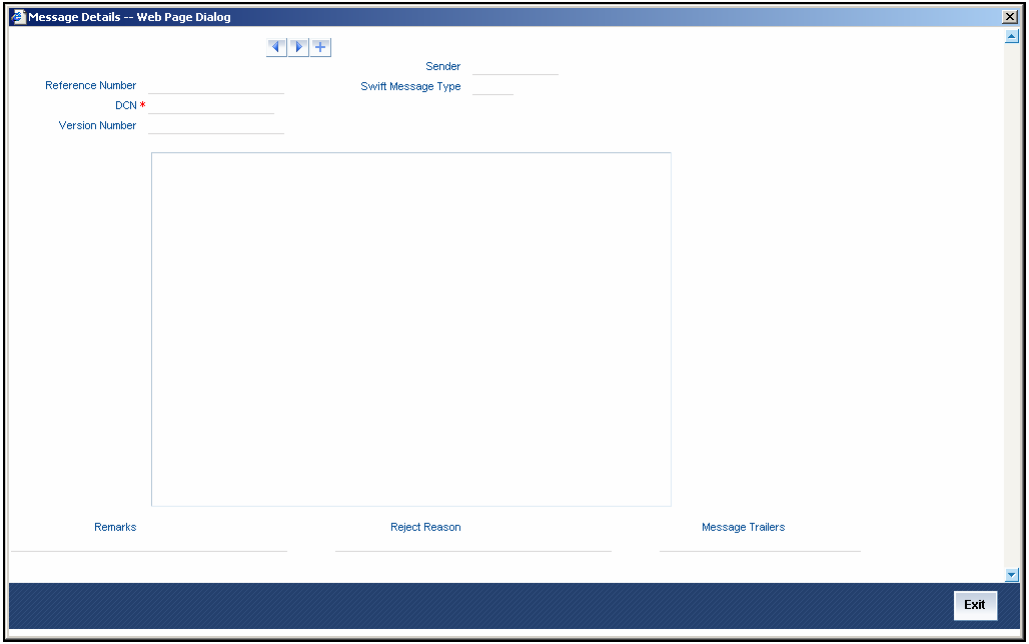 Message Details -- Web Page Dialog
Sender
Reference Number
Swift Message Type
DCN *
Version Number
Remarks Reject Reason Message Trailers
Exit